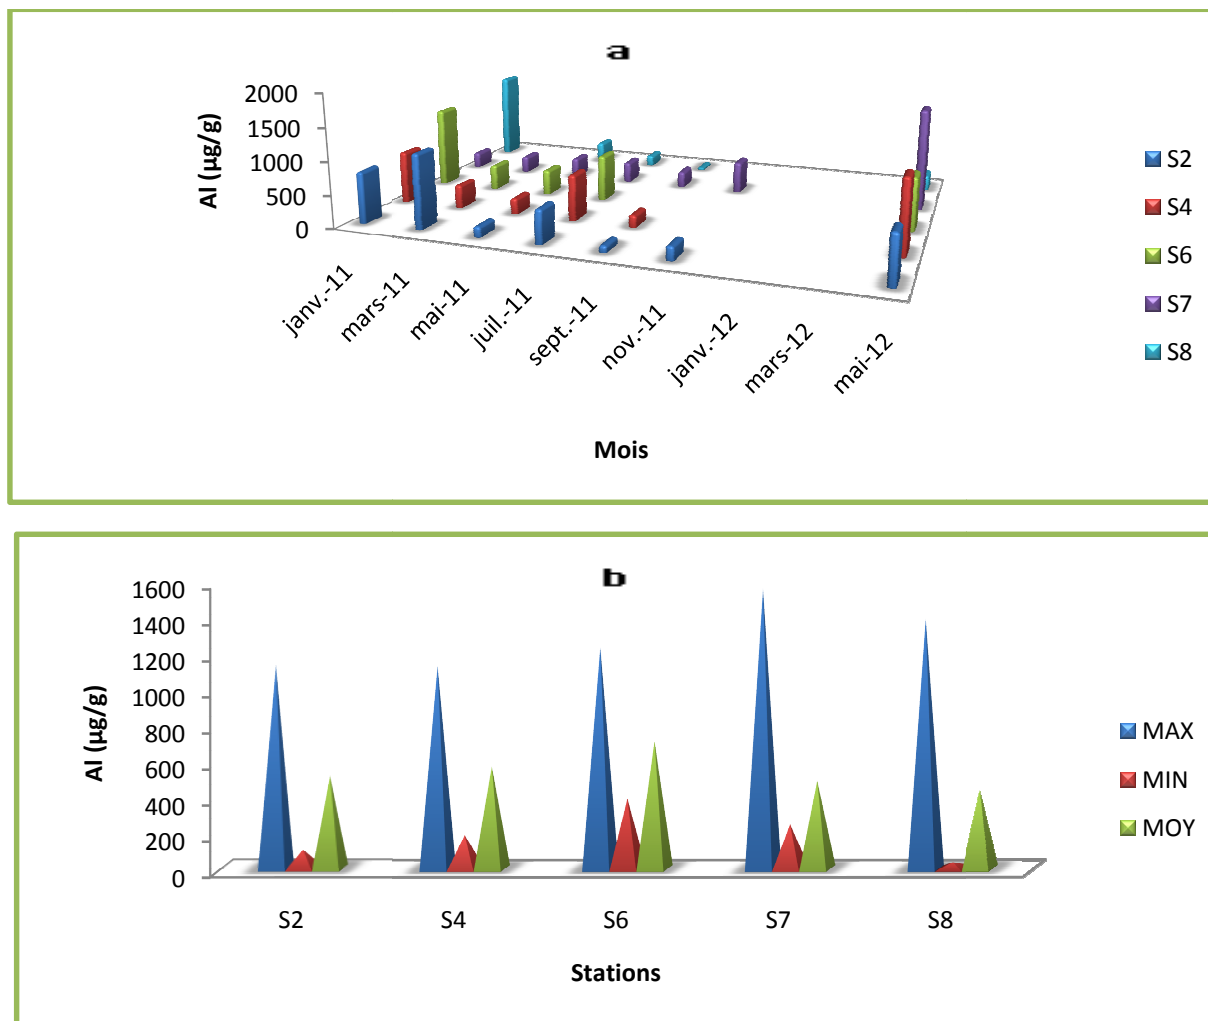 a
2000
1500
1000
500
0
Al (µg/g)
janv.-11
mars-11
mai-11
juil.-11
sept.-11
nov.-11
janv.-12
mars-12
mai-12
Mois
S2
S4
S6
S7
S8
b
1600
1400
1200
1000
800
600
400
200
0
Al (µg/g)
S2 S4 S6 S7 S8
Stations
MAX
MIN
MOY